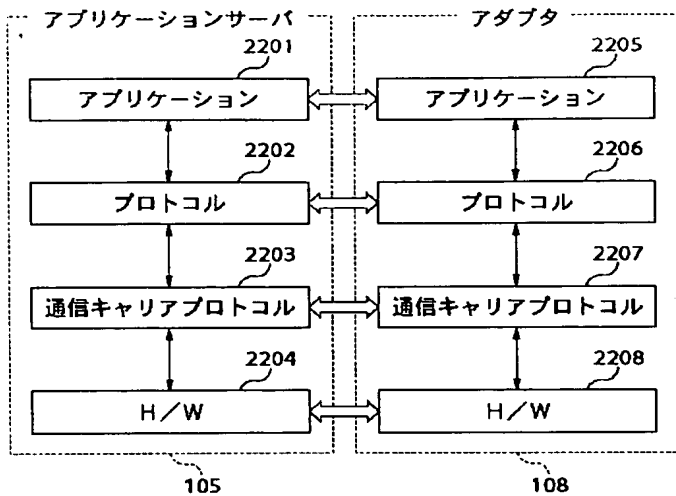 アプリケーションサーバ
アダプタ
2201
2205
アプリケーション
アプリケーション
2202
2206
プロトコル
プロトコル
2203
2207
通信キャリアプロトコル
通信キャリアプロトコル
2204
2208
H/W
H/W
105
108